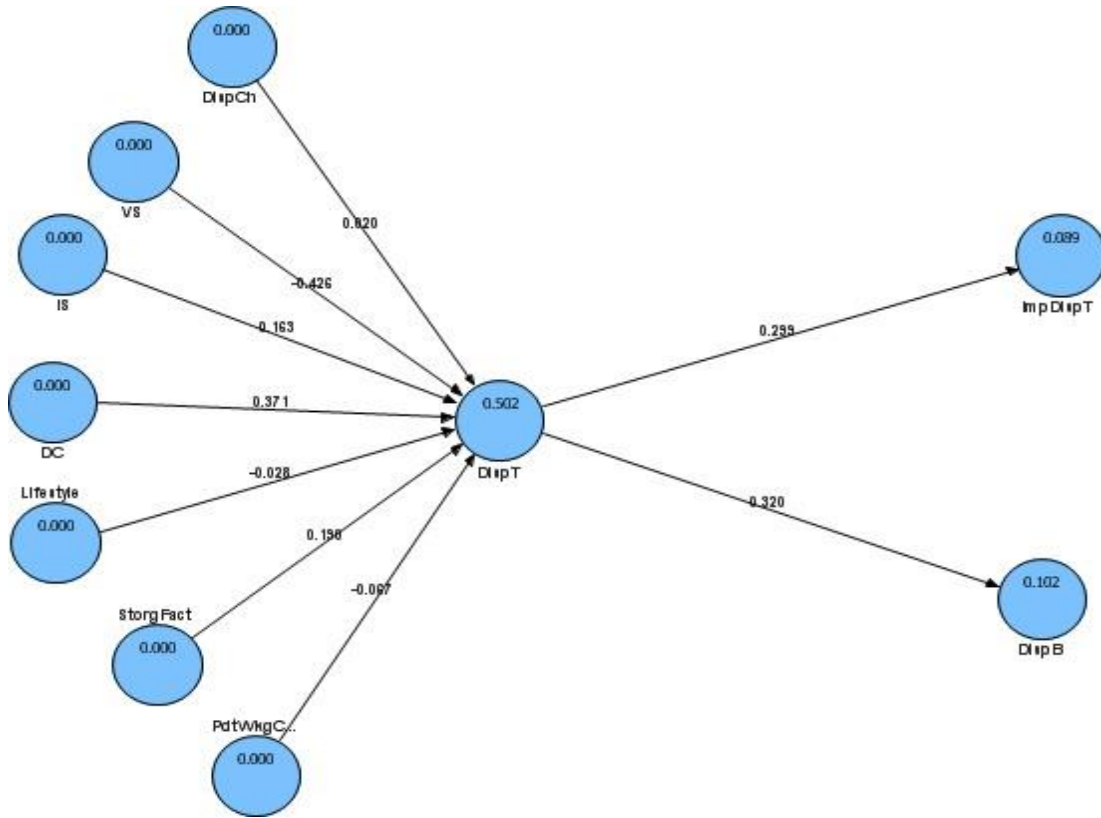 0.000
DispCh
0.000
VS
0.000
IS
0.000
DC
Lifestyle
0.000
StorgFact
0.000
PdtWkgC...
0.000
0.020
-0.426
0.163
0.371
-0.028
0.198
-0.067
0.502
DispT
0.299
0.320
0.089
ImpDispT
0.102
DispB